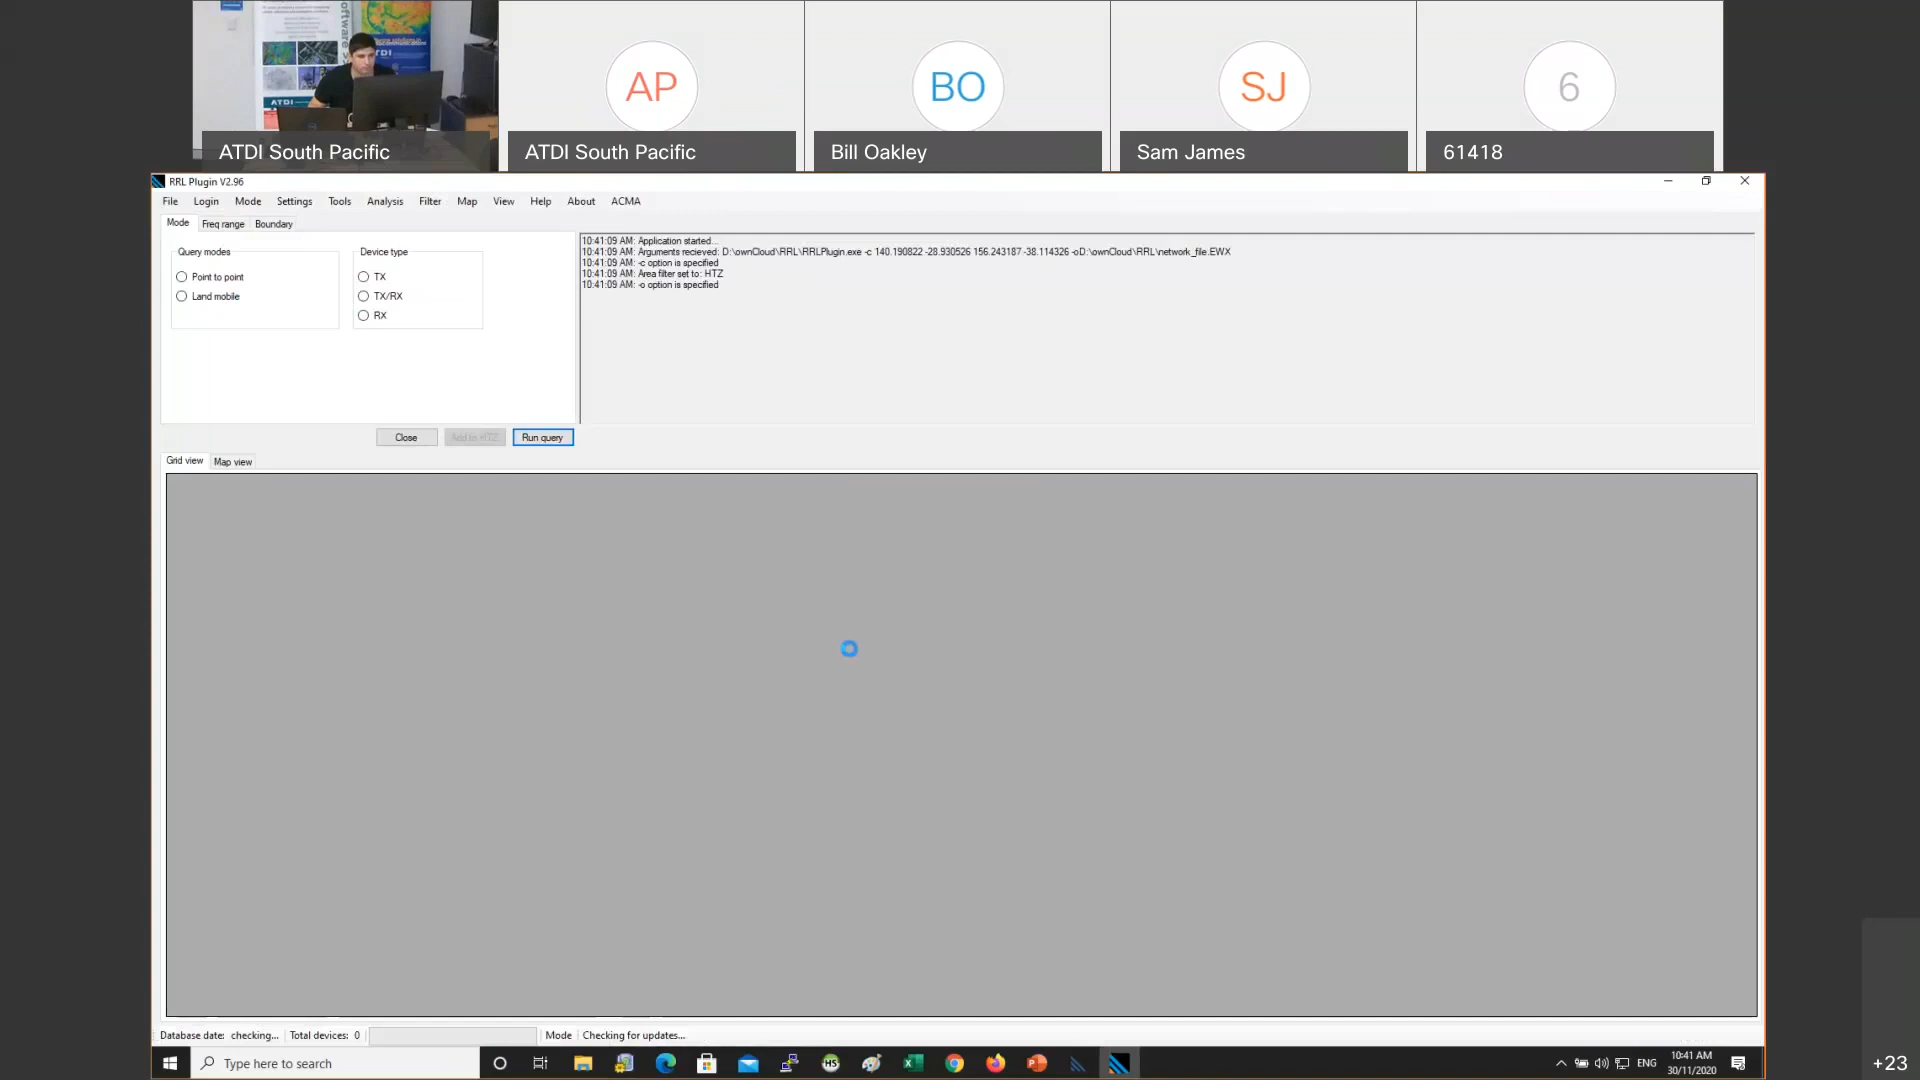 ATDI
AP
BO
SJ
6
ATDI South Pacific
ATDI South Pacific
Bill Oakley
Sam James
61418
RRL Plugin V2.96
File Login Mode Settings Tools Analysis Filter Map View Help About ACMA
Mode Freq range Boundary
Query modes
Point to point
Land mobile
Device type
TX
TX/RX
RX
10:41:09 AM: Application started...
10:41:09 AM: Arguments recieved: D:\ownCloud\RRL\RRLPlugin.exe -c 140.190822 -28.930526 156.243187 -38.114326 -oD:\ownCloud\RRL\network_file.EWX
10:41:09 AM: -c option is specified
10:41:09 AM: Area filter set to: HTZ
10:41:09 AM: -o option is specified
Close Add to HTZ Run query
Grid view Map view
Database date: checking... Total devices: 0 Mode Checking for updates...
Type here to search
HS
ENG
10:41 AM
30/11/2020
+23